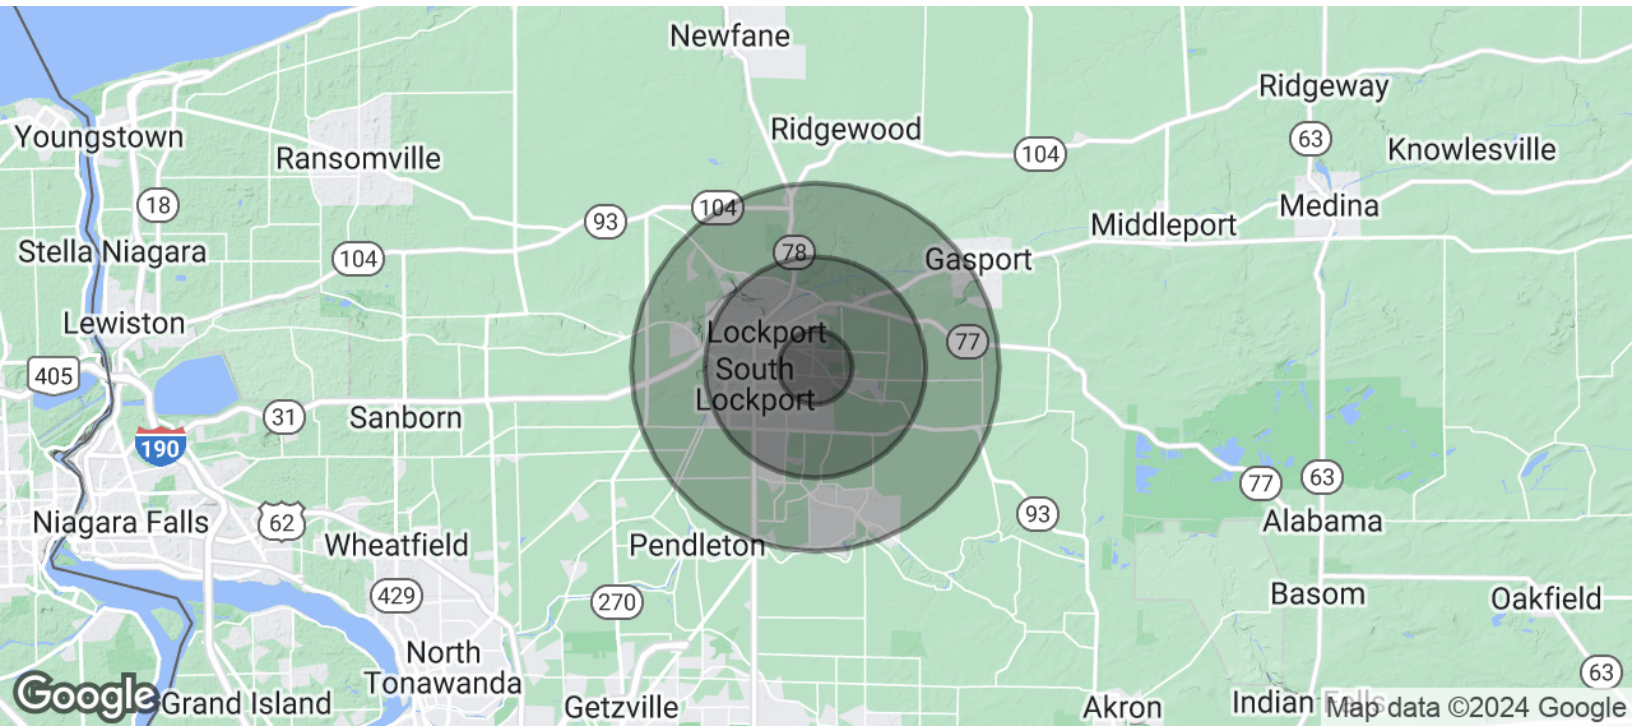 Newfane
Ridgeway
Youngstown
Ridgewood
63
Ransomville
104
Knowlesville
18
93
104
Medina
Middleport
Stella Niagara
104
78
Gasport
Lewiston
Lockport
77
405
South
Lockport
31
Sanborn
190
77
63
62
93
Niagara Falls
Alabama
Wheatfield
Pendleton
429
270
Basom
Oakfield
North
Tonawanda
63
Google
Grand Island
Getzville
Akron
Indian Falls
Map data ©2024 Google